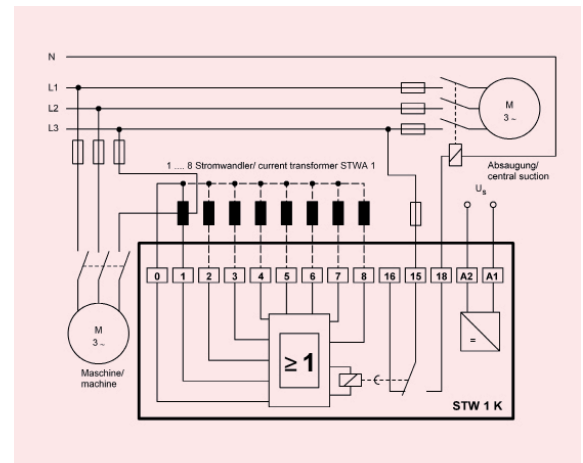 N
L1
L2
L3
M
3 ~
1 .... 8 Stromwandler/ current transformer STWA 1
Absaugung/
central suction
Us
0 1 2 3 4 5 6 7 8 16 15 18 A2 A1
M
3 ~
Maschine/
machine
≥ 1
=
STW 1 K